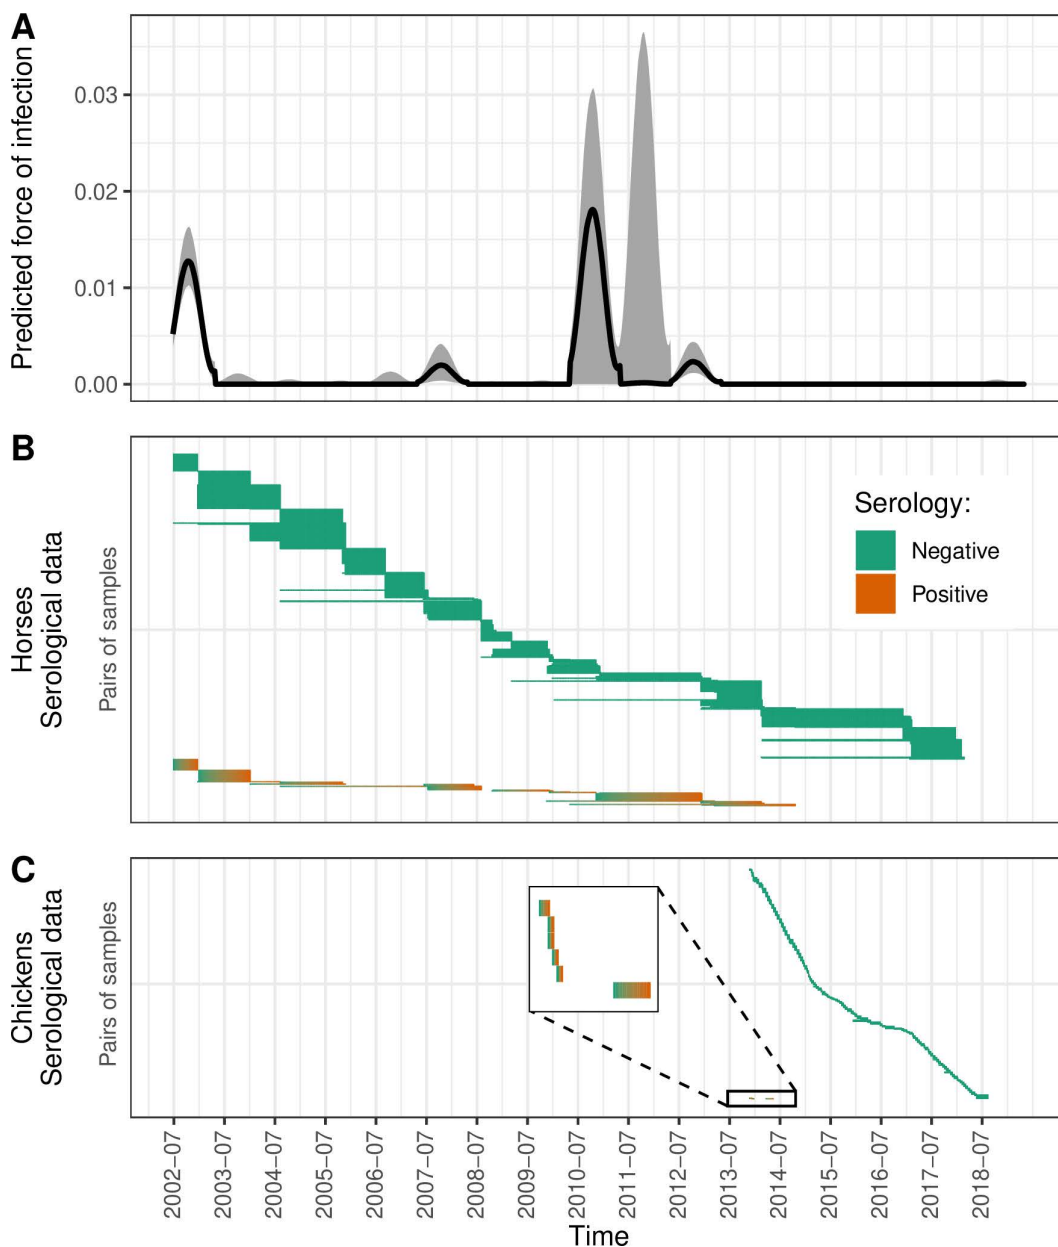 A
Predicted force of infection
0.03
0.02
0.01
0.00
B
Horses
Serological data
Pairs of samples
Serology:
Negative
Positive
C
Chickens
Serological data
Pairs of samples
2002−07
2003−07
2004−07
2005−07
2006−07
2007−07
2008−07
2009−07
2010−07
2011−07
2012−07
2013−07
2014−07
2015−07
2016−07
2017−07
2018−07
Time